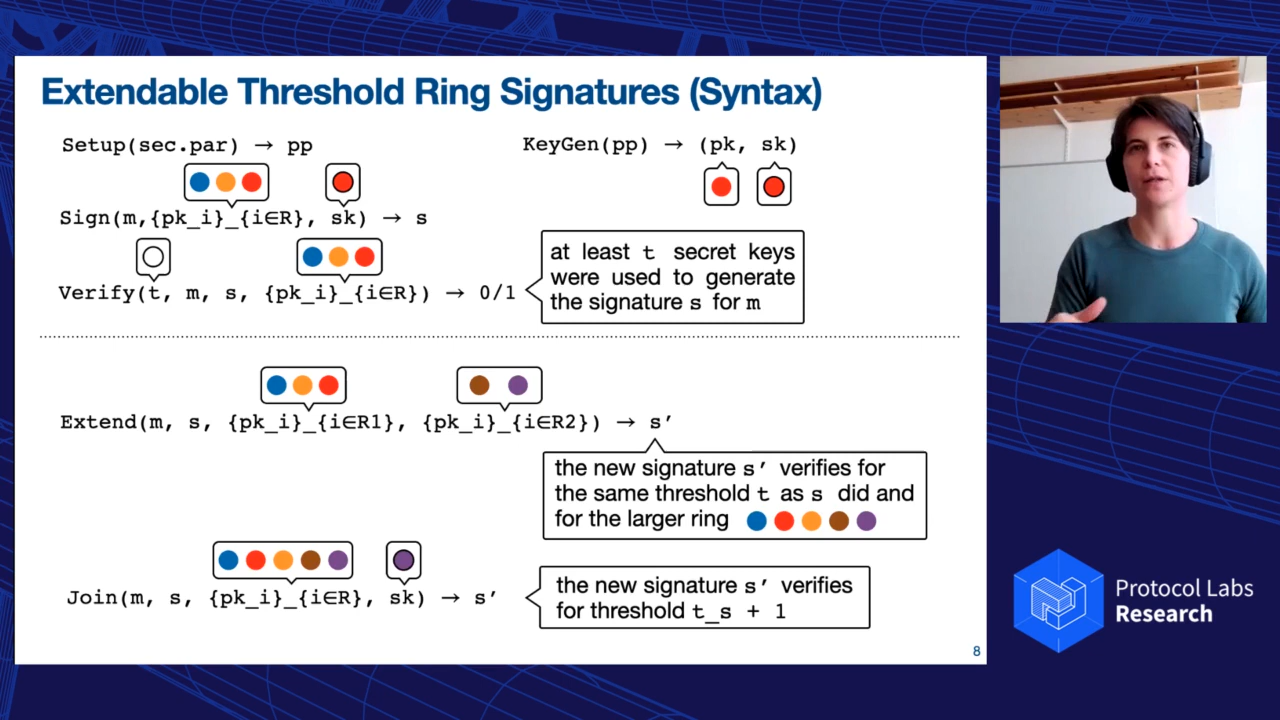 Extendable Threshold Ring Signatures (Syntax)
Setup(sec.par) → pp
KeyGen(pp) → (pk, sk)
Sign(m,{pk_i}_{i∈R}, sk) → s
Verify(t, m, s, {pk_i}_{i∈R}) → 0/1
at least t secret keys
were used to generate
the signature s for m
Extend(m, s, {pk_i}_{i∈R1}, {pk_i}_{i∈R2}) → s’
the new signature s’ verifies for
the same threshold t as s did and
for the larger ring
Join(m, s, {pk_i}_{i∈R}, sk) → s’
the new signature s’ verifies
for threshold t_s + 1
8
Protocol Labs
Research